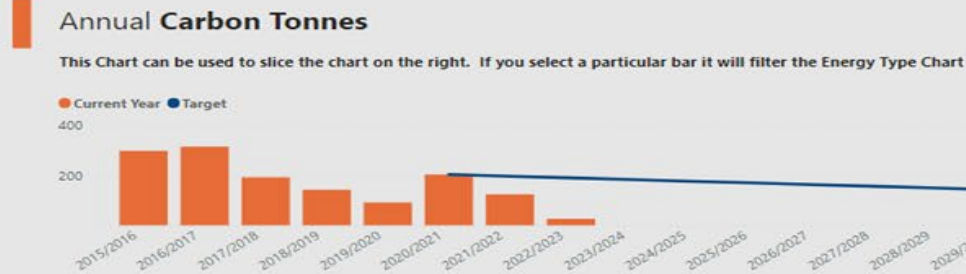 Annual Carbon Tonnes
This Chart can be used to slice the chart on the right. If you select a particular bar it will filter the Energy Type Chart
Current Year Target
400
200
2015/2016 2016/2017 2017/2018 2018/2019 2019/2020 2020/2021 2021/2022 2022/2023 2023/2024 2024/2025 2025/2026 2026/2027 2027/2028 2028/2029